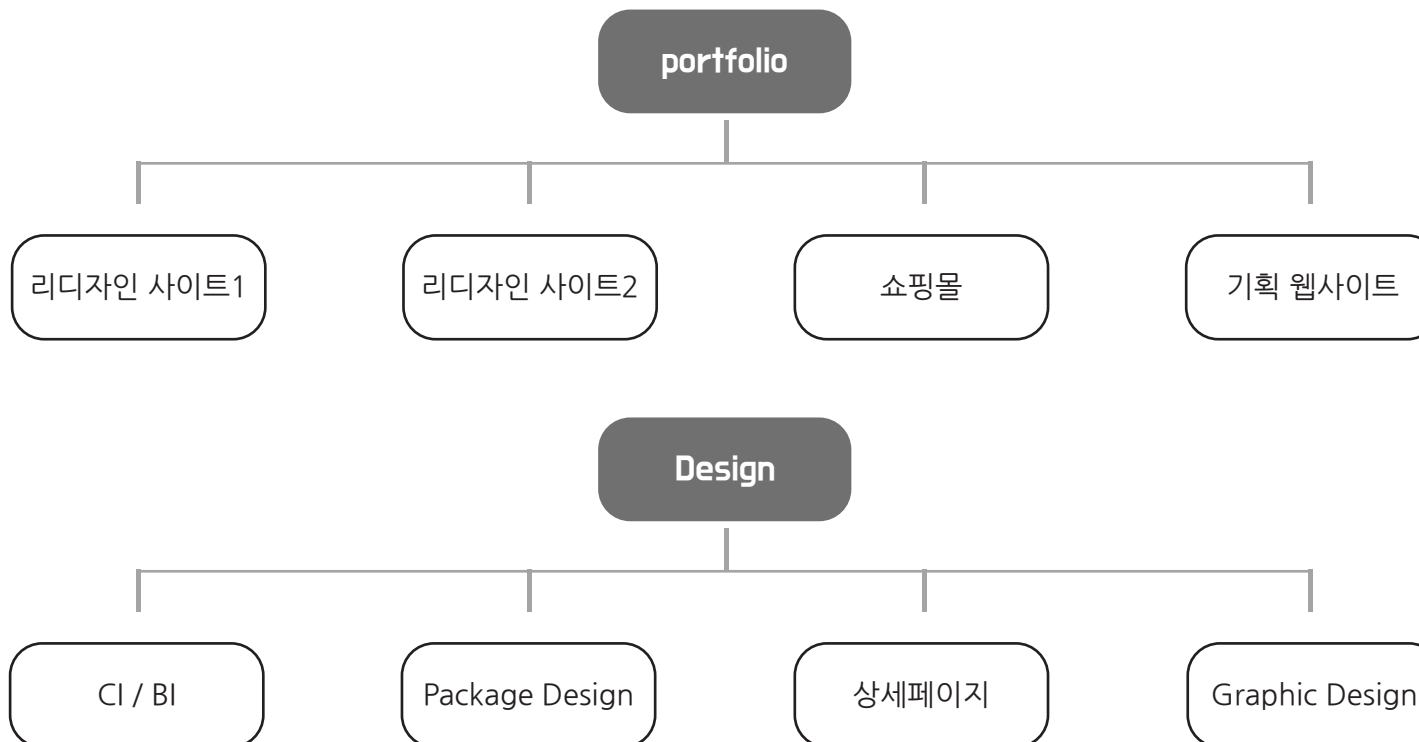 portfolio
리디자인 사이트1
리디자인 사이트2
쇼핑몰
기획 웹사이트
Design
CI / BI
Package Design
상세페이지
Graphic Design